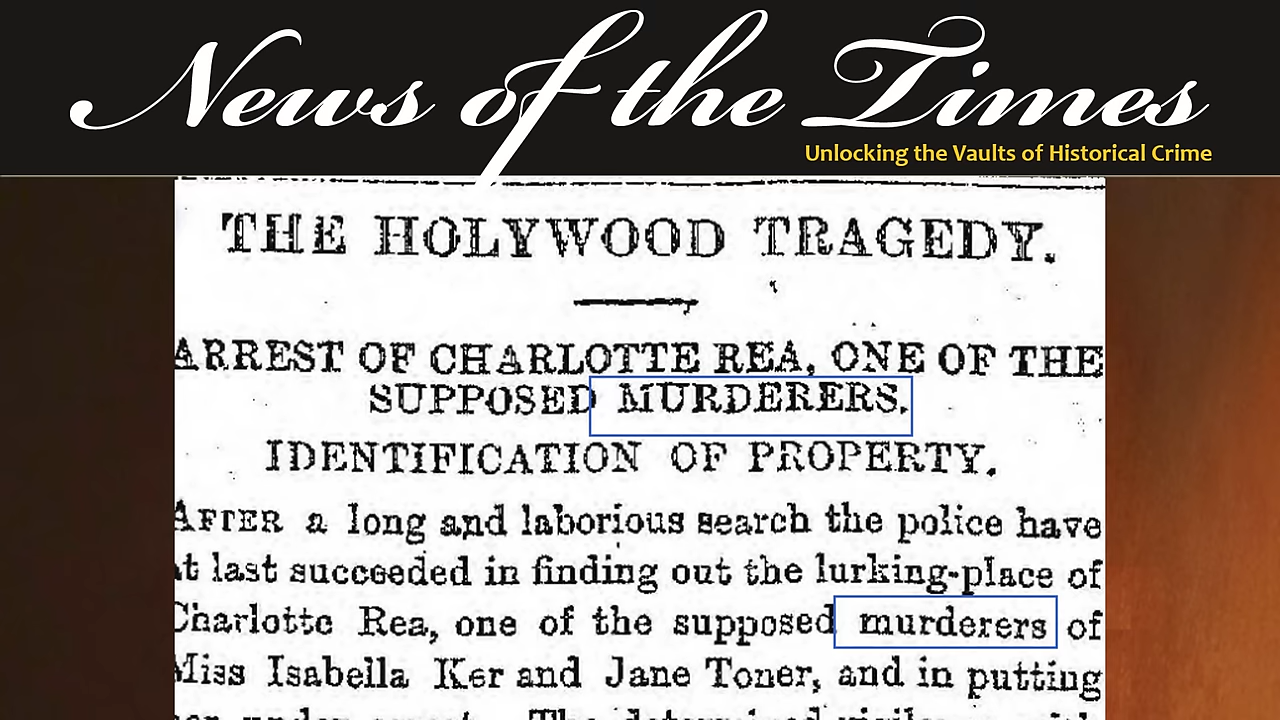 News of the Times
Unlocking the Vaults of Historical Crime
THE HOLYWOOD TRAGEDY.
ARREST OF CHARLOTTE REA, ONE OF THE
SUPPOSED MURDERERS.
IDENTIFICATION OF PROPERTY.
AFTER a long and laborious search the police have
at last succeeded in finding out the lurking-place of
Charlotte Rea, one of the supposed murderers of
Miss Isabella Ker and Jane Toner, and in putting
under The determined